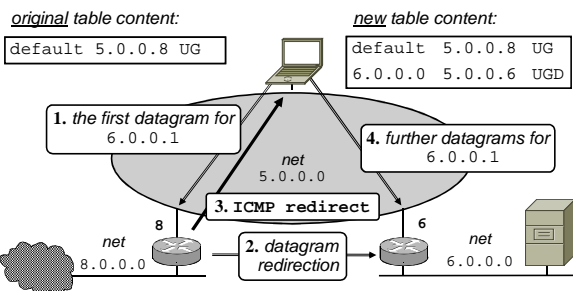 original table content:
default 5.0.0.8 UG
new table content:
default 5.0.0.8 UG
6.0.0.0 5.0.0.6 UGD
1. the first datagram for
6.0.0.1
4. further datagrams for
6.0.0.1
net
5.0.0.0
3. ICMP redirect
8
6
net
8.0.0.0
2. datagram
redirection
net
6.0.0.0